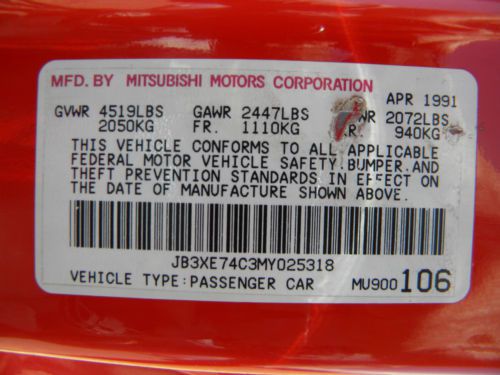 MFD. BY MITSUBISHI MOTORS CORPORATION
APR 1991
GVWR 4519LBS GAWR 2447LBS WR 2072LBS
2050KG FR. 1110KG R. 940KG
THIS VEHICLE CONFORMS TO ALL APPLICABLE
FEDERAL MOTOR VEHICLE SAFETY.BUMPER.AND
THEFT PREVENTION STANDARDS IN EFFECT ON
THE DATE OF MANUFACTURE SHOWN ABOVE.
JB3XE74C3MY025318
VEHICLE TYPE:PASSENGER CAR MU900106